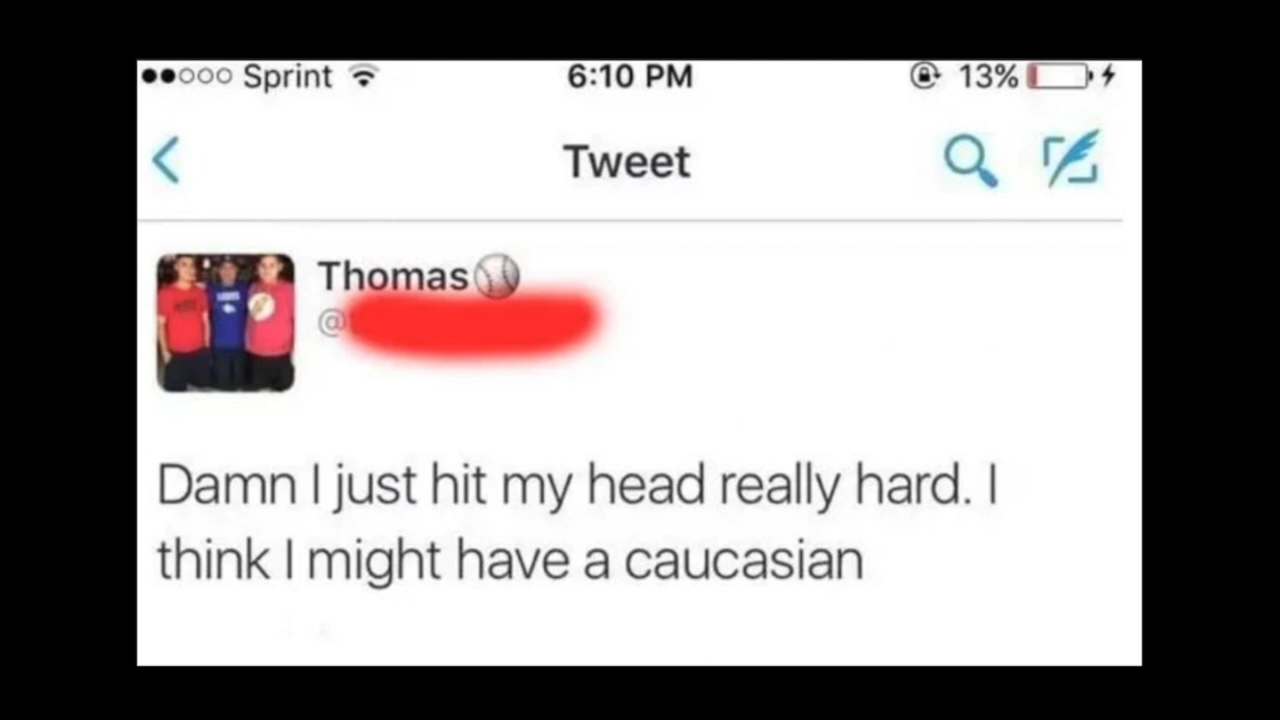 Sprint 6:10 PM 13%
Tweet
Thomas⚾
@
Damn I just hit my head really hard. I
think I might have a caucasian